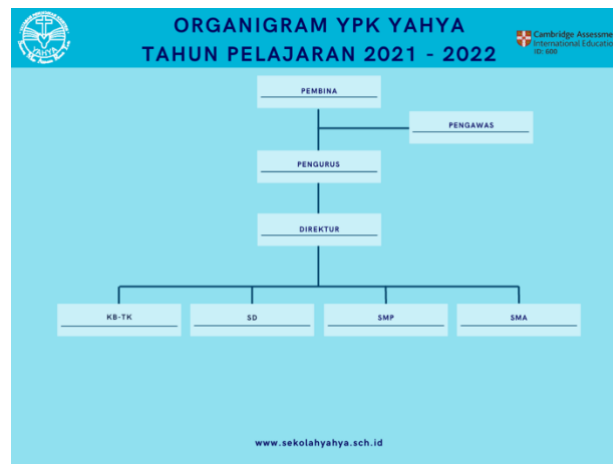 ORGANIGRAM YPK YAHYA
TAHUN PELAJARAN 2021 - 2022
YAHYA
Cambridge Assessme
International Educatio
PEMBINA
PENGAWAS
PENGURUS
DIREKTUR
KB-TK
SD
SMP
SMA
www.sekolahyahya.sch.id